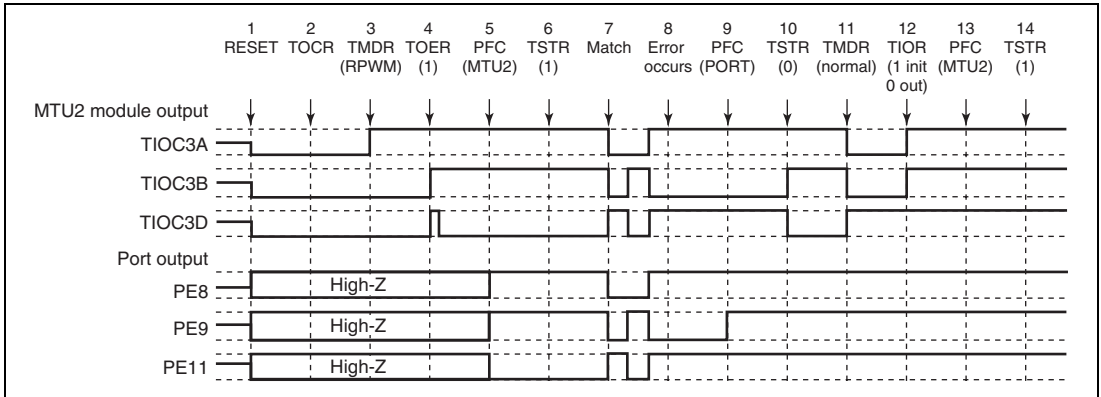 1 2 3 4 5 6 7 8 9 10 11 12 13 14
RESET TOCR TMDR TOER PFC TSTR Match Error PFC TSTR TMDR TIOR PFC TSTR
(RPWM) (1) (MTU2) (1) occurs (PORT) (0) (normal) (1 init (MTU2) (1)
0 out)
MTU2 module output
TIOC3A
TIOC3B
TIOC3D
Port output
PE8 High-Z
PE9 High-Z
PE11 High-Z